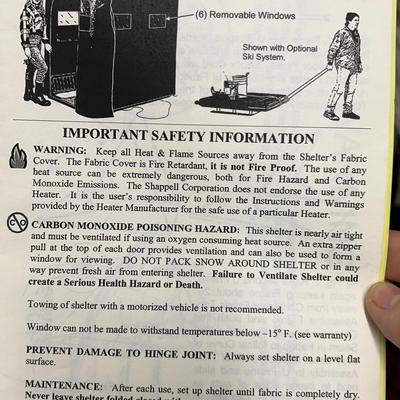 (6) Removable Windows
Shown with Optional
Ski System.
IMPORTANT SAFETY INFORMATION
WARNING: Keep all Heat & Flame Sources away from the Shelter's Fabric
Cover. The Fabric Cover is Fire Retardant, it is not Fire Proof. The use of any
heat source can be extremely dangerous, both for Fire Hazard and Carbon
Monoxide Emissions. The Shappell Corporation does not endorse the use of any
Heater. It is the user's responsibility to follow the Instructions and Warnings
provided by the Heater Manufacturer for the safe use of a particular Heater.
CARBON MONOXIDE POISONING HAZARD: This shelter is nearly air tight
and must be ventilated if using an oxygen consuming heat source. An extra zipper
pull at the top of each door provides ventilation and can also be used to form a
window for viewing. DO NOT PACK SNOW AROUND SHELTER or in any
way prevent fresh air from entering shelter. Failure to Ventilate Shelter could
create a Serious Health Hazard or Death.
Towing of shelter with a motorized vehicle is not recommended.
Window can not be made to withstand temperatures below –15° F. (see warranty)
PREVENT DAMAGE TO HINGE JOINT: Always set shelter on a level flat
surface.
MAINTENANCE: After each use, set up shelter until fabric is completely dry.
Never leave shelter folded closed